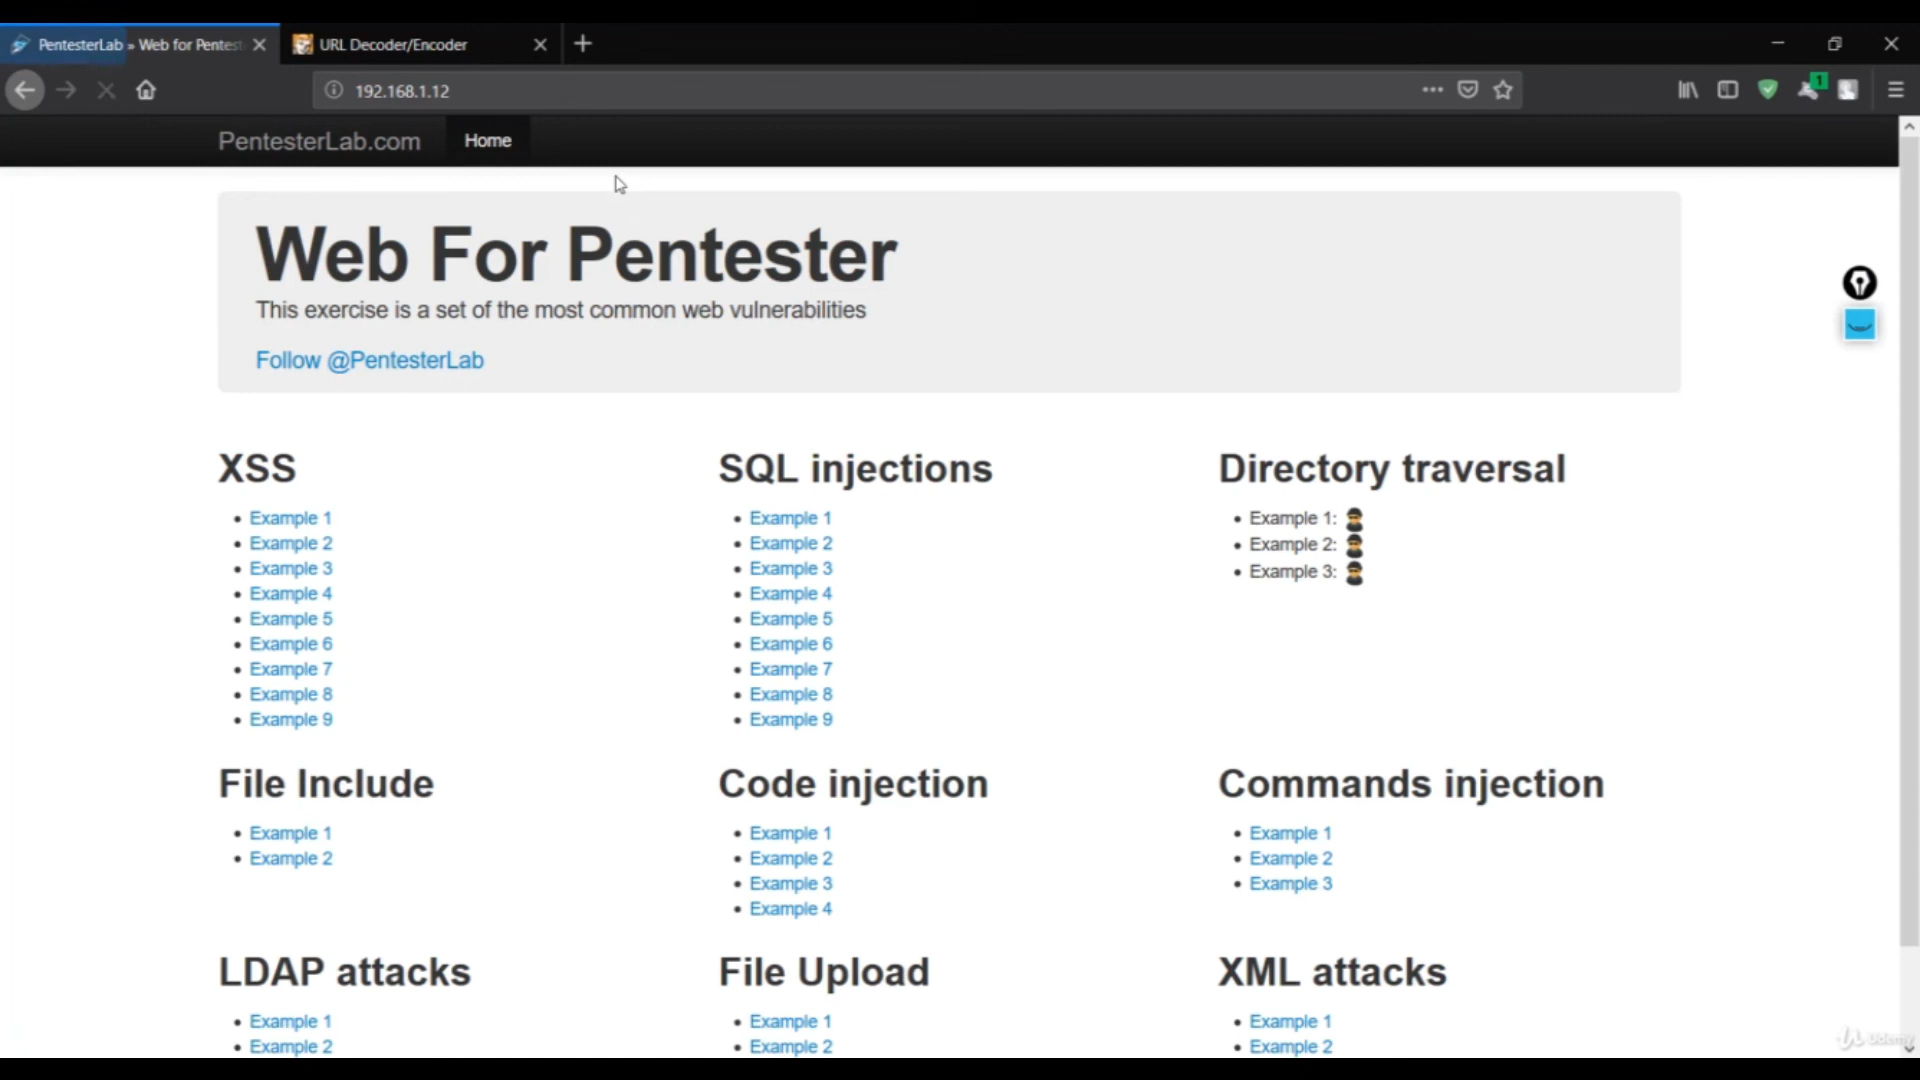 PentesterLab » Web for Pentest
URL Decoder/Encoder
192.168.1.12
1
PentesterLab.com
Home
Web For Pentester
This exercise is a set of the most common web vulnerabilities
Follow @PentesterLab
XSS
Example 1
Example 2
Example 3
Example 4
Example 5
Example 6
Example 7
Example 8
Example 9
SQL injections
Example 1
Example 2
Example 3
Example 4
Example 5
Example 6
Example 7
Example 8
Example 9
Directory traversal
Example 1:
Example 2:
Example 3:
File Include
Example 1
Example 2
Code injection
Example 1
Example 2
Example 3
Example 4
Commands injection
Example 1
Example 2
Example 3
LDAP attacks
Example 1
Example 2
File Upload
Example 1
Example 2
XML attacks
Example 1
Example 2
Udemy